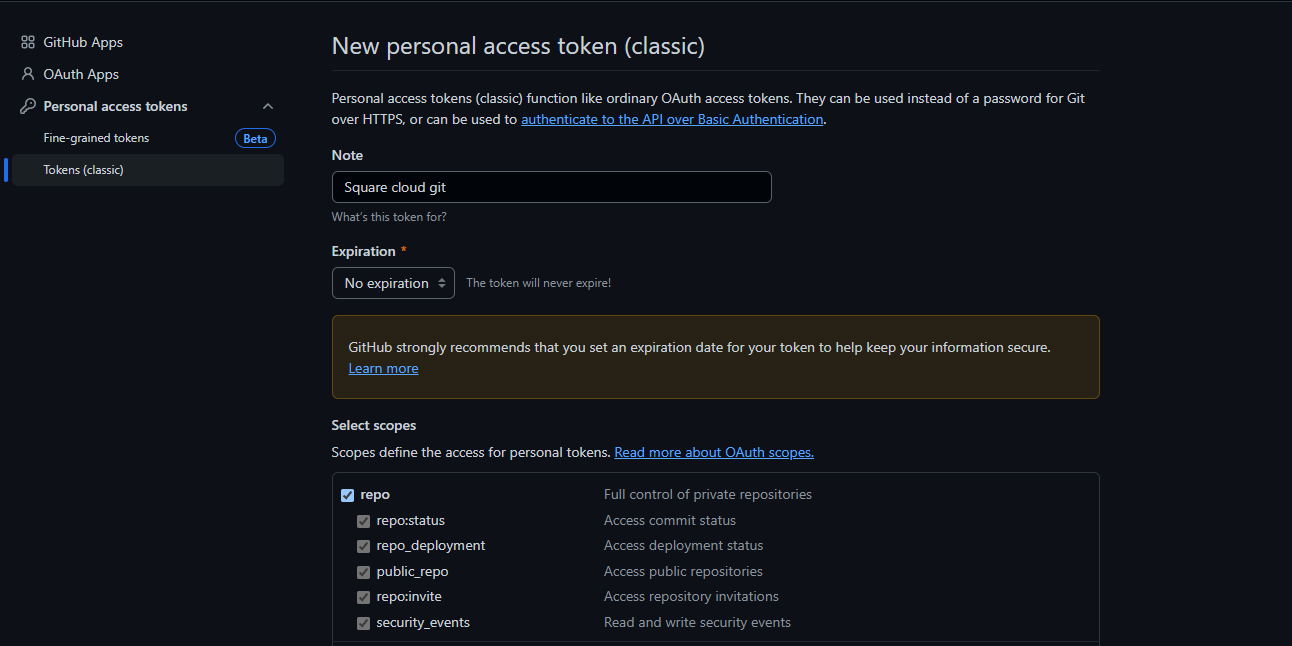 GitHub Apps
OAuth Apps
Personal access tokens
Fine-grained tokens
Beta
Tokens (classic)
New personal access token (classic)
Personal access tokens (classic) function like ordinary OAuth access tokens. They can be used instead of a password for Git
over HTTPS, or can be used to authenticate to the API over Basic Authentication.
Note
Square cloud git
What's this token for?
Expiration *
No expiration
The token will never expire!
GitHub strongly recommends that you set an expiration date for your token to help keep your information secure.
Learn more
Select scopes
Scopes define the access for personal tokens. Read more about OAuth scopes.
repo Full control of private repositories
repo:status Access commit status
repo_deployment Access deployment status
public_repo Access public repositories
repo:invite Access repository invitations
security_events Read and write security events